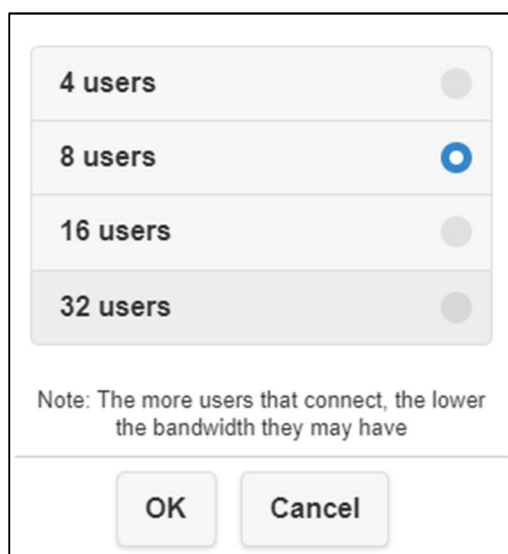 4 users
8 users
16 users
32 users
Note: The more users that connect, the lower
the bandwidth they may have
OK
Cancel